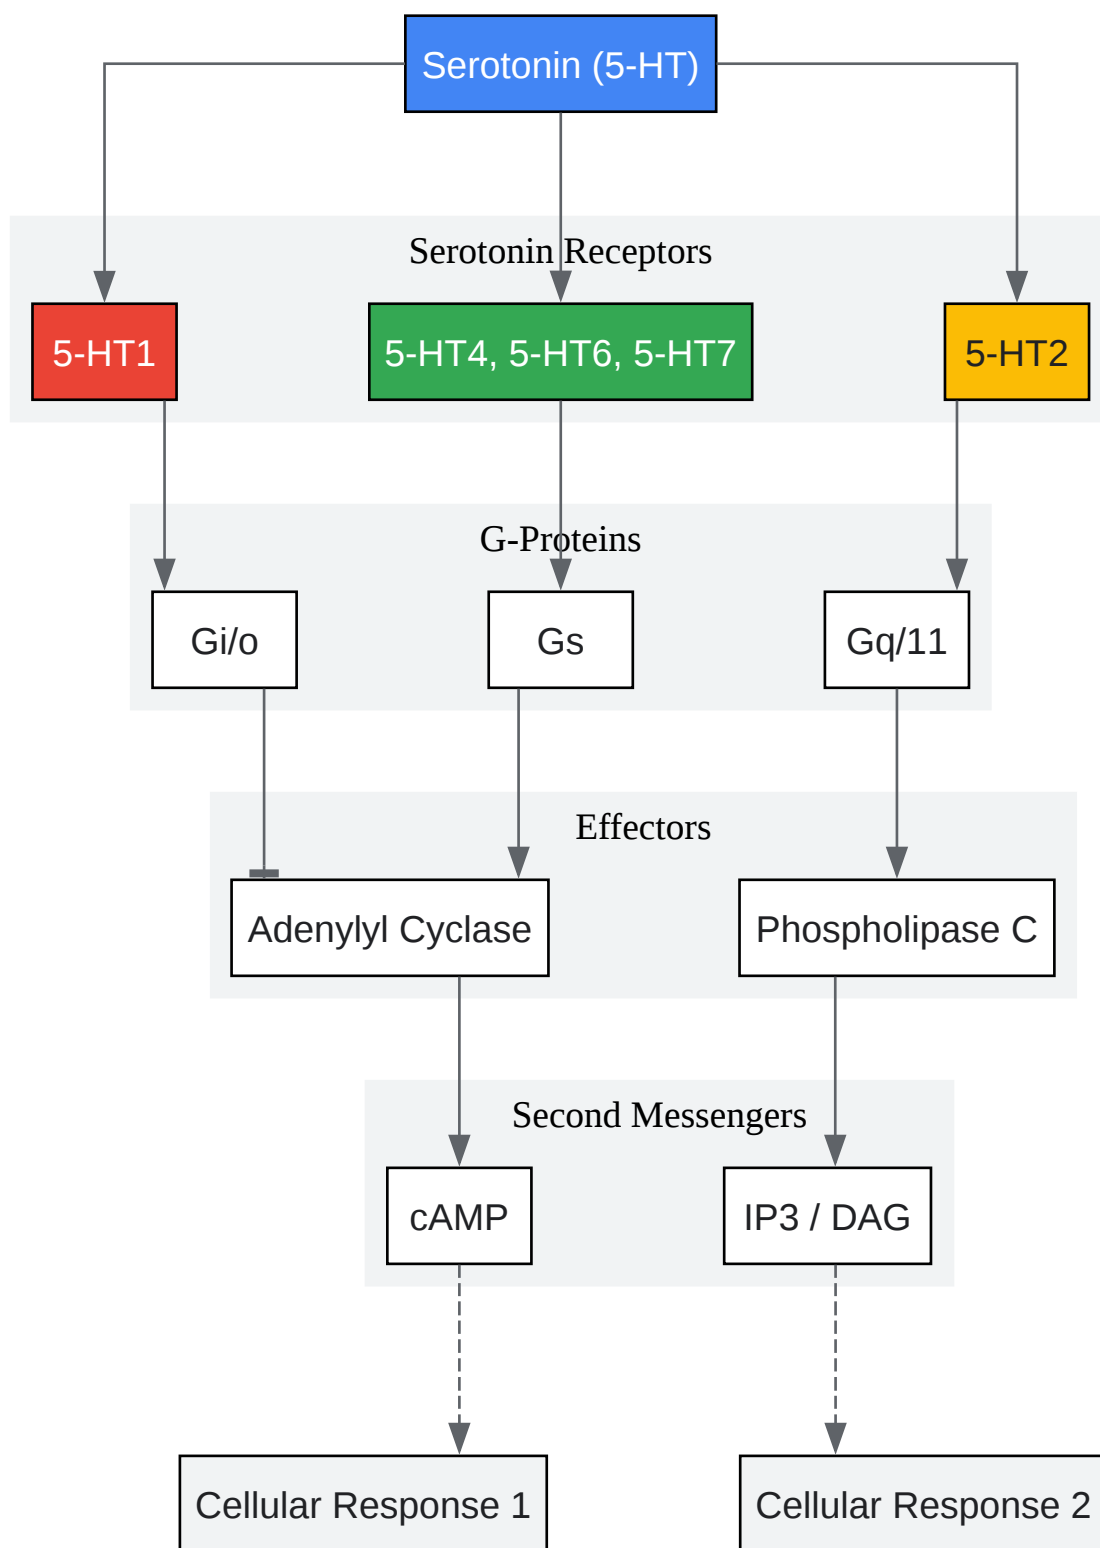 Serotonin (5-HT)
Serotonin Receptors
5-HT1
5-HT4, 5-HT6, 5-HT7
5-HT2
G-Proteins
Gi/o
Gs
Gq/11
Effectors
Adenylyl Cyclase
Phospholipase C
Second Messengers
cAMP
IP3 / DAG
Cellular Response 1
Cellular Response 2